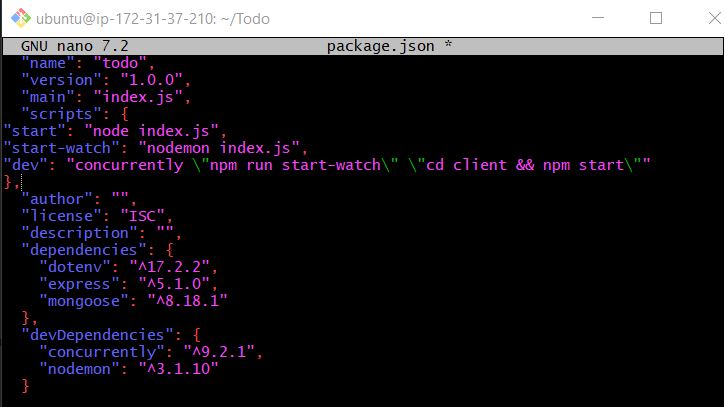 ubuntu@ip-172-31-37-210: ~/Todo
GNU nano 7.2 package.json *
"name": "todo",
"version": "1.0.0",
"main": "index.js",
"scripts": {
"start": "node index.js",
"start-watch": "nodemon index.js",
"dev": "concurrently \"npm run start-watch\" \"cd client && npm start\""
},
"author": "",
"license": "ISC",
"description": "",
"dependencies": {
"dotenv": "^17.2.2",
"express": "^5.1.0",
"mongoose": "^8.18.1"
},
"devDependencies": {
"concurrently": "^9.2.1",
"nodemon": "^3.1.10"
}